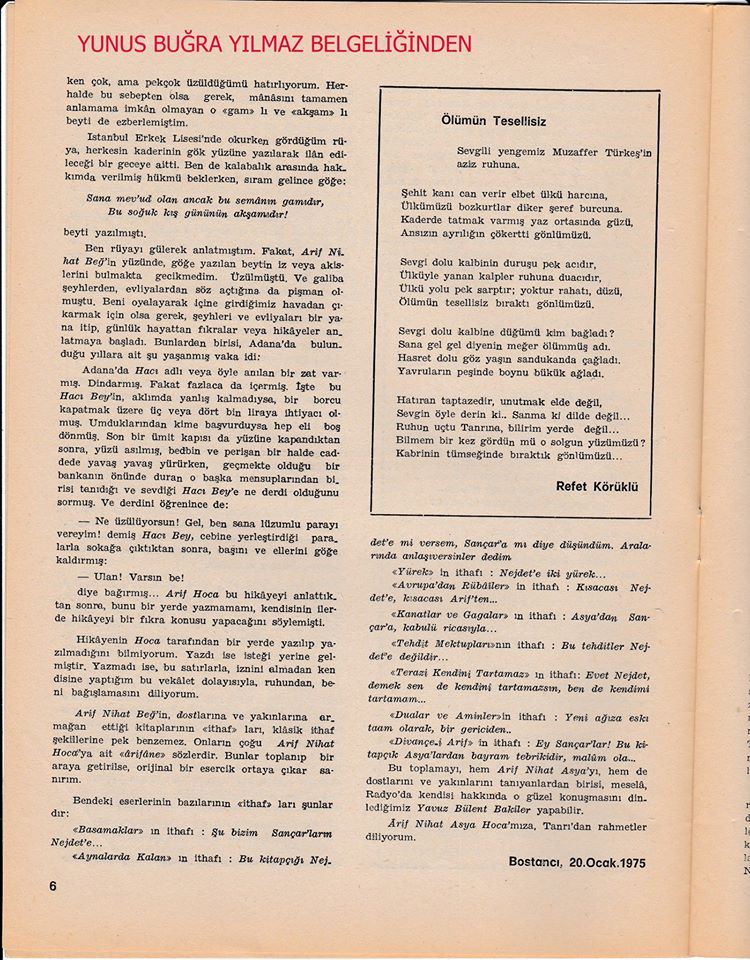 YUNUS BUĞRA YILMAZ BELGELİĞİNDEN
ken çok, ama pekçok üzüldüğümü hatırlıyorum. Her-
halde bu sebepten olsa gerek, mânâsını tamamen
anlamama imkân olmayan o «gam» lı ve «akşam» lı
beyti de ezberlemiştim.
Istanbul Erkek Lisesi'nde okurken gördüğüm rü-
ya, herkesin kaderinin gök yüzüne yazılarak ilân edi-
leceği bir geceye aitti. Ben de kalabalık arasında hak-
kımda verilmiş hükmü beklerken, sıram gelince göğe:
Sana mev'ud olan ancak bu semânın gamıdır,
Bu soğuk kış gününün akşamıdır!
beyti yazılmıştı.
Ben rüyayı gülerek anlatmıştım. Fakat, Arif Ni-
hat Beğ'in yüzünde, göğe yazılan beytin iz veya akis-
lerini bulmakta gecikmedim. Üzülmüştü. Ve galiba
şeyhlerden, evliyalardan söz açtığına da pişman ol-
muştu. Beni oyalayarak içine girdiğimiz havadan çı-
karmak için olsa gerek, şeyhleri ve evliyaları bir ya-
na itip, günlük hayattan fıkralar veya hikâyeler an-
latmaya başladı. Bunlardan birisi, Adana'da bulun-
duğu yıllara ait şu yaşanmış vaka idi:
Adana'da Hacı adlı veya öyle anılan bir zat var-
mış. Dindarmış. Fakat fazlaca da içermiş. İşte bu
Hacı Bey'in, aklımda yanlış kalmadıysa, bir borcu
kapatmak üzere üç veya dört bin liraya ihtiyacı ol-
muş. Umduklarından kime başvurduysa hep eli boş
dönmüş. Son bir ümit kapısı da yüzüne kapandıktan
sonra, yüzü asılmış, bedbin ve perişan bir halde cad-
dede yavaş yavaş yürürken, geçmekte olduğu bir
bankanın önünde duran o başka mensuplarından bi-
risi tanıdığı ve sevdiği Hacı Bey'e ne derdi olduğunu
sormuş. Ve derdini öğrenince de:
— Ne üzülüyorsun! Gel, ben sana lüzumlu parayı
vereyim! demiş Hacı Bey, cebine yerleştirdiği para-
larla sokağa çıktıktan sonra, başını ve ellerini göğe
kaldırmış:
— Ulan! Varsın be!
diye bağırmış... Arif Hoca bu hikâyeyi anlattık-
tan sonra, bunu bir yerde yazmamamı, kendisinin iler-
de hikâyeyi bir fıkra konusu yapacağını söylemişti.
Hikâyenin Hoca tarafından bir yerde yazılıp ya-
zılmadığını bilmiyorum. Yazdı ise isteği yerine gel-
miştir. Yazmadı ise, bu satırlarla, iznini almadan ken
disine yaptığım bu vekâlet dolayısıyla, ruhundan, be-
ni bağışlamasını diliyorum.
Arif Nihat Beğ'in, dostlarına ve yakınlarına ar-
mağan ettiği kitaplarının «ithaf» ları, klâsik ithaf
şekillerine pek benzemez. Onların çoğu Arif Nihat
Hoca'ya ait «ârifâne» sözlerdir. Bunlar toplanıp bir
araya getirilse, orijinal bir esercik ortaya çıkar sa-
nırım.
Bendeki eserlerinin bazılarının «ithaf» ları şunlar
dır:
«Basamaklar» ın ithafı : Şu bizim Sançar'ların
Nejdet'e...
«Aynalarda Kalan» ın ithafı : Bu kitapçığı Nej-
6
Ölümün Tesellisiz
Sevgili yengemiz Muzaffer Türkeş'in
aziz ruhuna.
Şehit kanı can verir elbet ülkü harcına,
Ülkümüzü bozkurtlar diker şeref burcuna.
Kaderde tatmak varmış yaz ortasında güzü,
Ansızın ayrılığın çökertti gönlümüzü.
Sevgi dolu kalbinin duruşu pek acıdır,
Ülküyle yanan kalpler ruhuna duacıdır,
Ülkü yolu pek sarptır; yoktur rahatı, düzü,
Ölümün tesellisiz bıraktı gönlümüzü.
Sevgi dolu kalbine düğümü kim bağladı?
Sana gel gel diyenin meğer ölümmüş adı.
Hasret dolu göz yaşın sandukanda çağladı.
Yavruların peşinde boynu bükük ağladı.
Hatıran taptazedir, unutmak elde değil,
Sevgin öyle derin ki.. Sanma ki dilde değil...
Ruhun uçtu Tanrına, bilirim yerde değil...
Bilmem bir kez gördün mü o solgun yüzümüzü?
Kabrinin tümseğinde bıraktık gönlümüzü...
Refet Körüklü
det'e mi versem, Sançar'a mı diye düşündüm. Arala-
rında anlaşıversinler dedim
«Yürek» in ithafı : Nejdet'e iki yürek...
«Avrupa'dan Rübâiler» in ithafı : Kısacası Nej-
det'e, kısacası Arif'ten...
«Kanatlar ve Gagalar» ın ithafı : Asya'dan San-
çar'a, kabulü ricasıyla...
«Tehdit Mektupları»nın ithafı : Bu tehditler Nej-
det'e değildir...
«Terazi Kendini Tartamaz» ın ithafı: Evet Nejdet,
demek sen de kendini tartamazsın, ben de kendimi
tartamam...
«Dualar ve Aminler»in ithafı : Yeni ağıza eski
taam olarak, bir gericiden..
«Divançe-i Arif» in ithafı : Ey Sançar'lar! Bu ki-
tapçık Asya'lardan bayram tebrikidir, malûm ola...
Bu toplamayı, hem Arif Nihat Asya'yı, hem de
dostlarını ve yakınlarını tanıyanlardan birisi, meselâ,
Radyo'da kendisi hakkında o güzel konuşmasını din-
lediğimiz Yavuz Bülent Bakiler yapabilir.
Ârif Nihat Asya Hoca'mıza, Tanrı'dan rahmetler
diliyorum.
Bostancı, 20.Ocak.1975